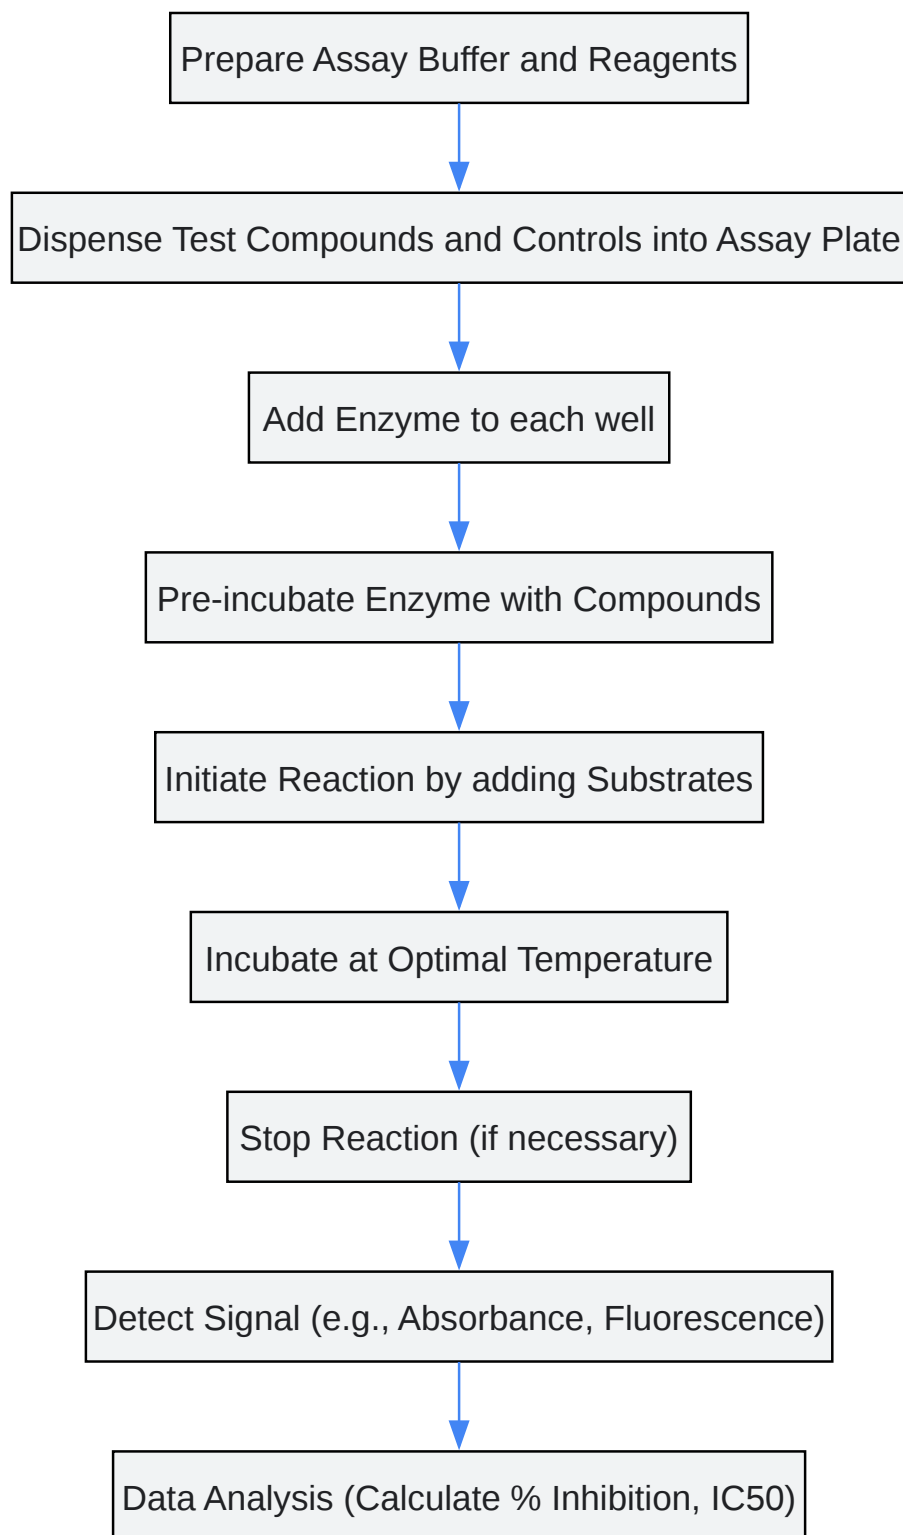 Prepare Assay Buffer and Reagents
Dispense Test Compounds and Controls into Assay Plate
Add Enzyme to each well
Pre-incubate Enzyme with Compounds
Initiate Reaction by adding Substrates
Incubate at Optimal Temperature
Stop Reaction (if necessary)
Detect Signal (e.g., Absorbance, Fluorescence)
Data Analysis (Calculate % Inhibition, IC50)